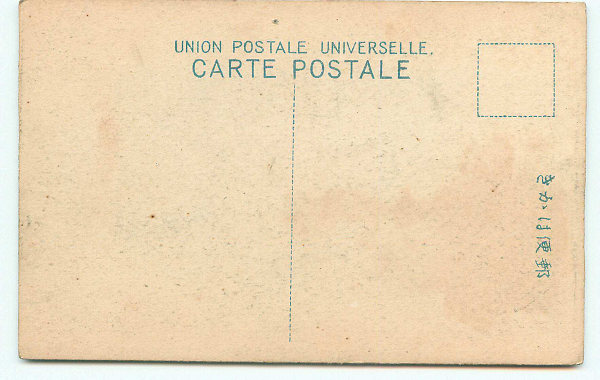 UNION POSTALE UNIVERSELLE.
CARTE POSTALE
郵便はかき